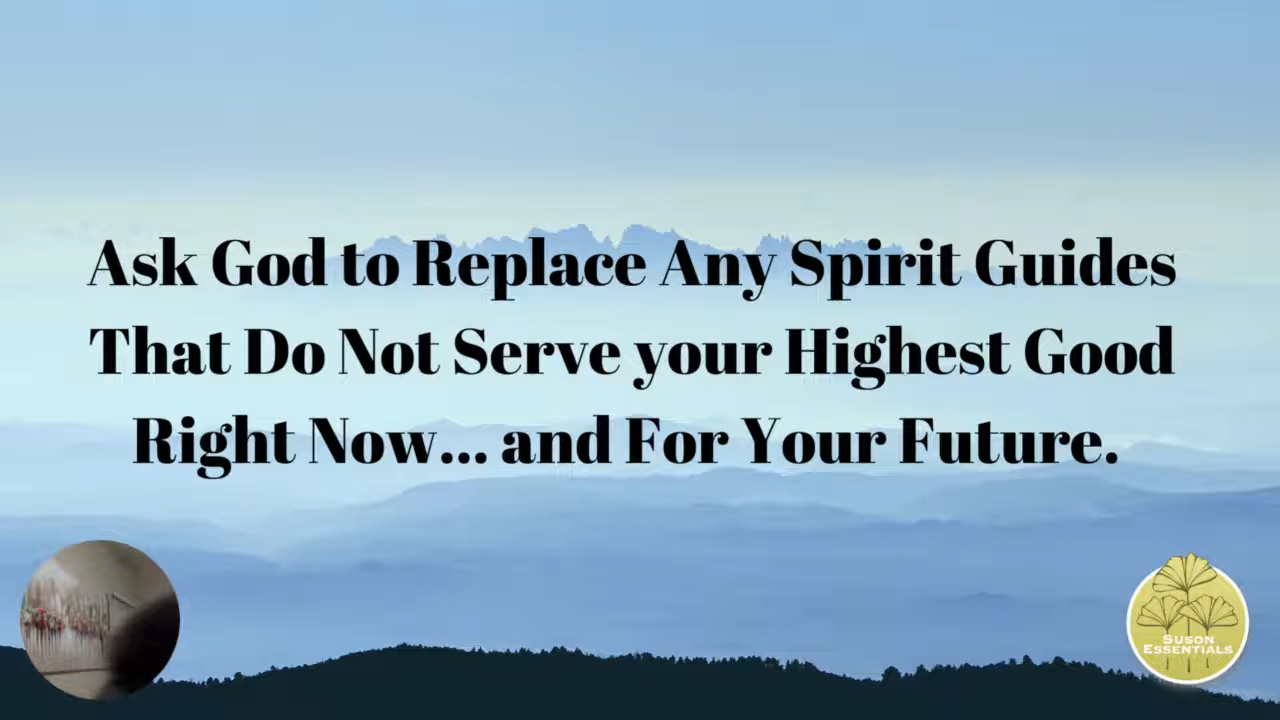 Ask God to Replace Any Spirit Guides
That Do Not Serve your Highest Good
Right Now... and For Your Future.
SUSON
ESSENTIALS